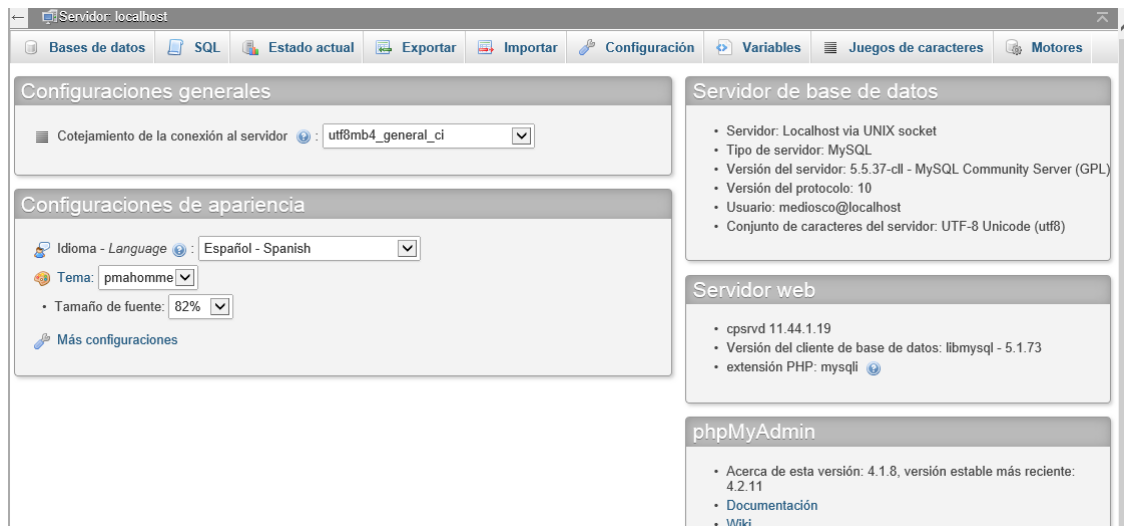 Servidor: localhost
Bases de datos SQL Estado actual Exportar Importar Configuración Variables Juegos de caracteres Motores
Configuraciones generales
Cotejamiento de la conexión al servidor : utf8mb4_general_ci
Configuraciones de apariencia
Idioma - Language : Español - Spanish
Tema: pmahomme
• Tamaño de fuente: 82%
Más configuraciones
Servidor de base de datos
• Servidor: Localhost via UNIX socket
• Tipo de servidor: MySQL
• Versión del servidor: 5.5.37-cll - MySQL Community Server (GPL)
• Versión del protocolo: 10
• Usuario: mediosco@localhost
• Conjunto de caracteres del servidor: UTF-8 Unicode (utf8)
Servidor web
• cpsrvd 11.44.1.19
• Versión del cliente de base de datos: libmysql - 5.1.73
• extensión PHP: mysqli
phpMyAdmin
• Acerca de esta versión: 4.1.8, versión estable más reciente:
4.2.11
• Documentación
• Wiki